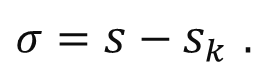 σ = s − s_k .